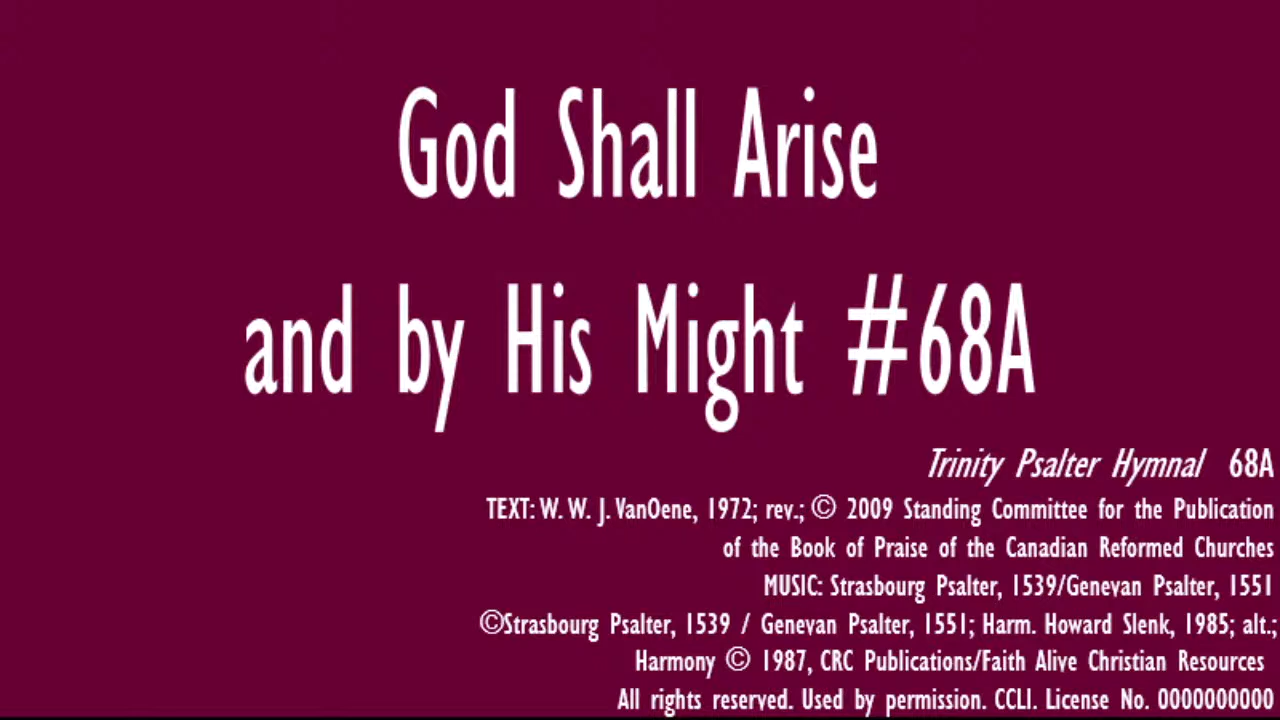 God Shall Arise
and by His Might #68A
Trinity Psalter Hymnal 68A
TEXT: W. W. J. VanOene, 1972; rev.; © 2009 Standing Committee for the Publication
of the Book of Praise of the Canadian Reformed Churches
MUSIC: Strasbourg Psalter, 1539/Genevan Psalter, 1551
©Strasbourg Psalter, 1539 / Genevan Psalter, 1551; Harm. Howard Slenk, 1985; alt.;
Harmony © 1987, CRC Publications/Faith Alive Christian Resources
All rights reserved. Used by permission. CCLI. License No. 0000000000